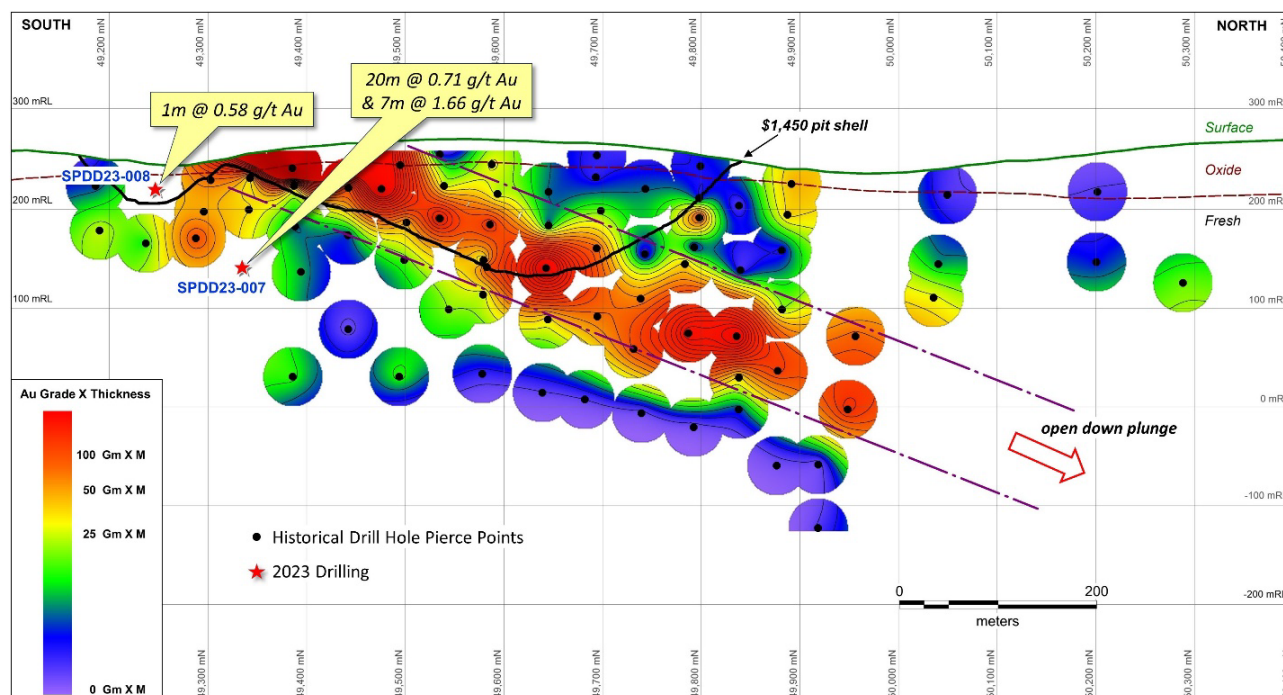 SOUTH
NORTH
49,200 mN
49,300 mN
49,400 mN
49,500 mN
49,600 mN
49,700 mN
49,800 mN
49,900 mN
50,000 mN
50,100 mN
50,200 mN
50,300 mN
20m @ 0.71 g/t Au
& 7m @ 1.66 g/t Au
1m @ 0.58 g/t Au
300 mRL
300 mRL
$1,450 pit shell
Surface
SPDD23-008
Oxide
200 mRL
200 mRL
Fresh
SPDD23-007
100 mRL
100 mRL
Au Grade X Thickness
100 Gm X M
50 Gm X M
25 Gm X M
0 Gm X M
0 mRL
open down plunge
-100 mRL
Historical Drill Hole Pierce Points
2023 Drilling
0
200
meters
-200 mRL
49,300 mN
49,400 mN
49,500 mN
49,600 mN
49,700 mN
49,800 mN
49,900 mN
50,000 mN
50,100 mN
50,200 mN
50,300 mN